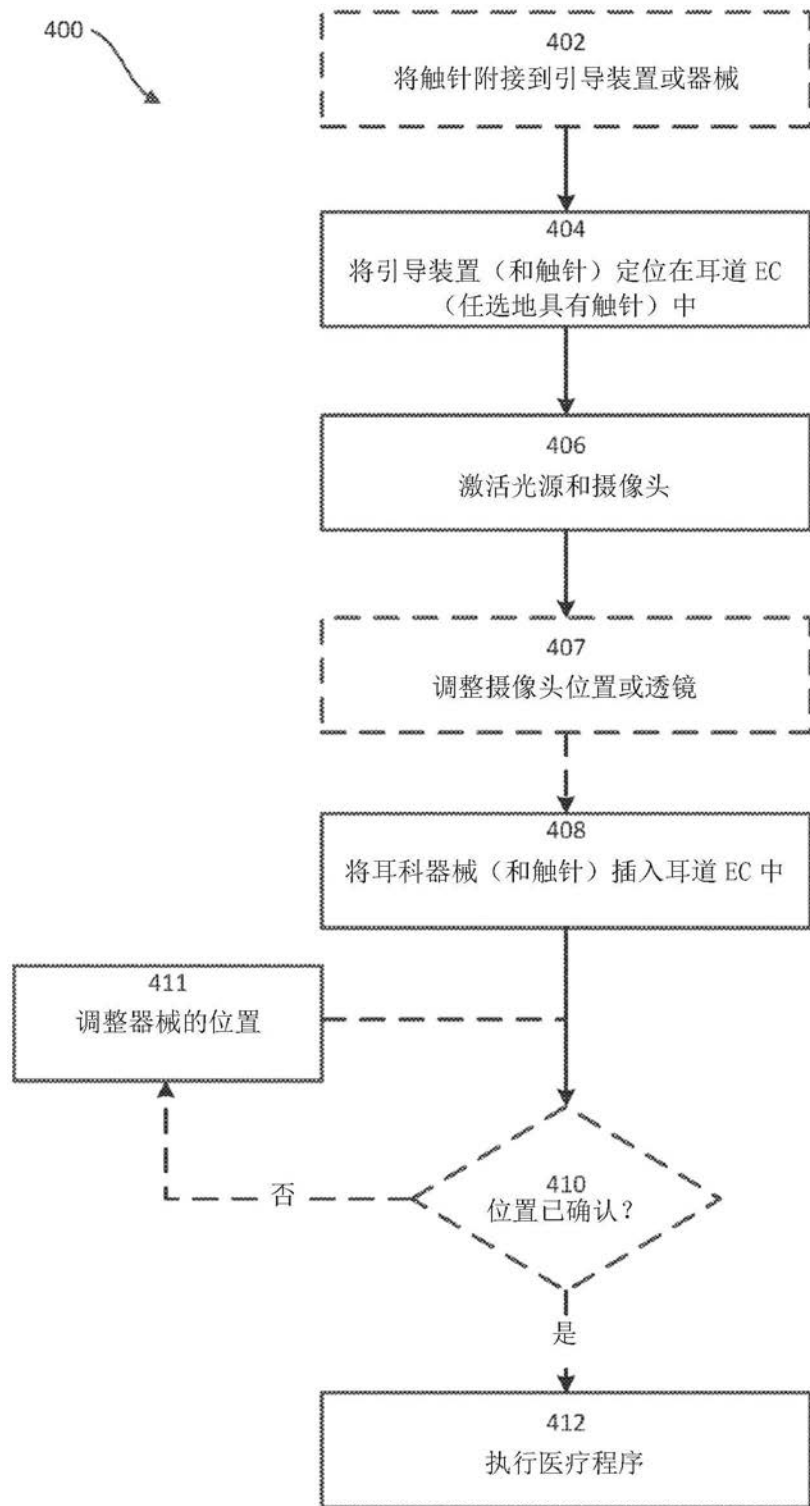 400
402
将触针附接到引导装置或器械
404
将引导装置（和触针）定位在耳道 EC
（任选地具有触针）中
406
激活光源和摄像头
407
调整摄像头位置或透镜
408
将耳科器械（和触针）插入耳道 EC 中
411
调整器械的位置
410
位置已确认？
否
是
412
执行医疗程序